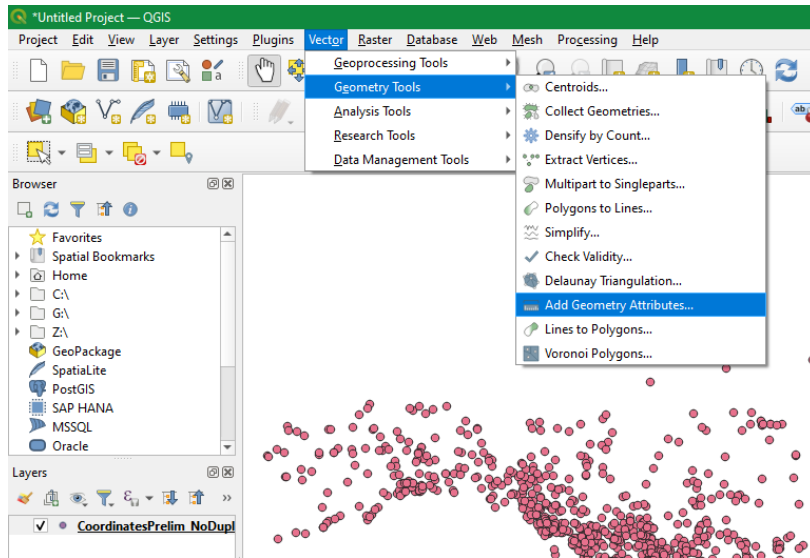 *Untitled Project — QGIS
Project Edit View Layer Settings Plugins Vector Raster Database Web Mesh Processing Help
Geoprocessing Tools
Geometry Tools
Analysis Tools
Research Tools
Data Management Tools
Centroids...
Collect Geometries...
Densify by Count...
Extract Vertices...
Multipart to Singleparts...
Polygons to Lines...
Simplify...
Check Validity...
Delaunay Triangulation...
Add Geometry Attributes...
Lines to Polygons...
Voronoi Polygons...
Browser
Favorites
Spatial Bookmarks
Home
C:\
G:\
Z:\
GeoPackage
SpatiaLite
PostGIS
SAP HANA
MSSQL
Oracle
Layers
CoordinatesPrelim_NoDupl